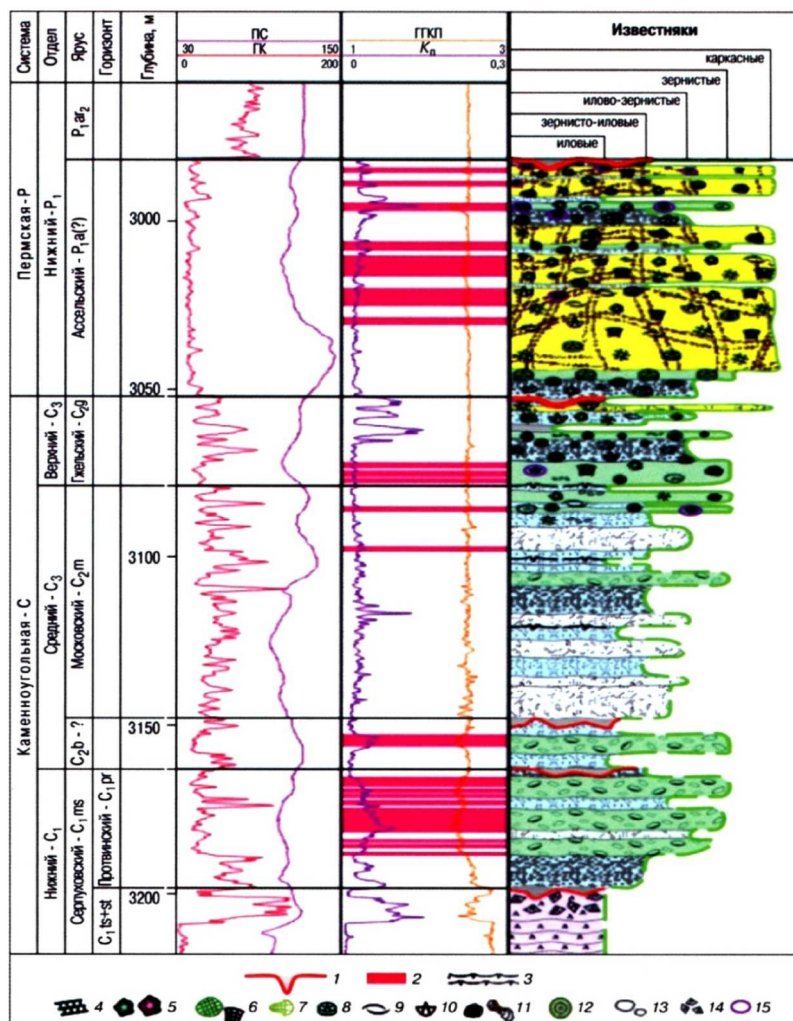 Система
Отдел
Ярус
Горизонт
Глубина, м
ПС
30 150
ГК
0 200
ГГКП
1 3
Kп
0 0,3
Известняки
каркасные
зернистые
илово-зернистые
зернисто-иловые
иловые
Пермская - P
Нижний - P₁
P₁ar₂
Ассельский - P₁a(?)
3000
3050
Каменноугольная - C
Верхний - C₃
Гжельский - C₂g
Средний - C₃
Московский - C₂m
3100
3150
C₂b - ?
Нижний - C₁
Серпуховский - C₁ms
Протвинский - C₁pr
C₁ts+st
3200
1 2 3
4 5 6 7 8 9 10 11 12 13 14 15